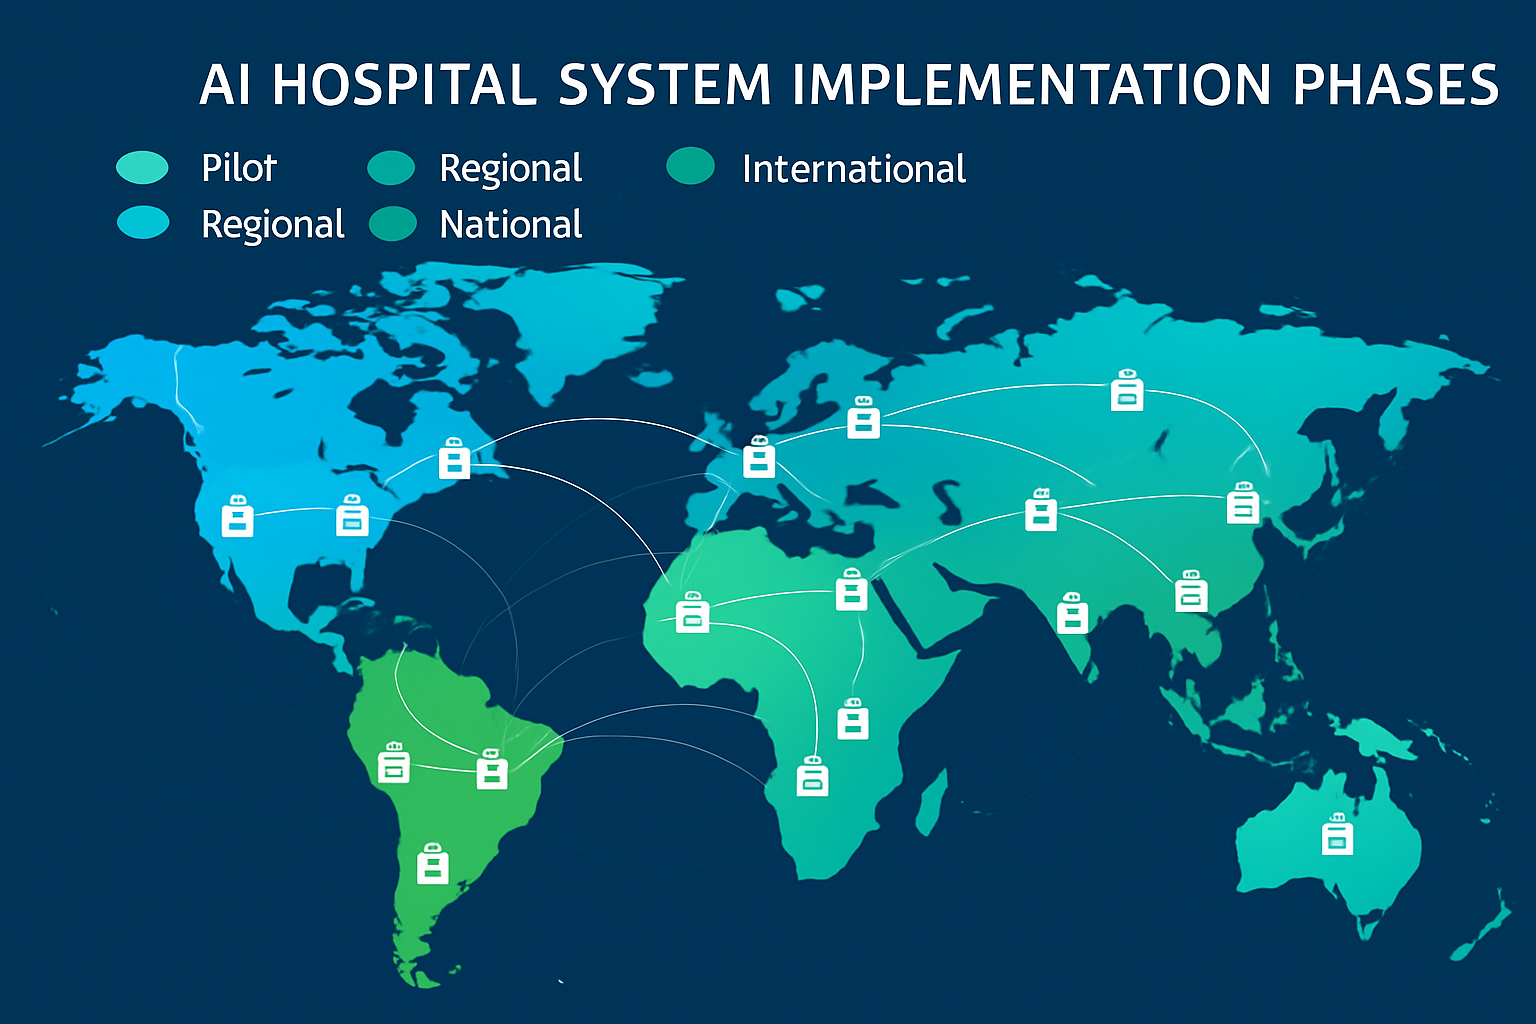 AI HOSPITAL SYSTEM IMPLEMENTATION PHASES
Pilot
Regional
International
Regional
National